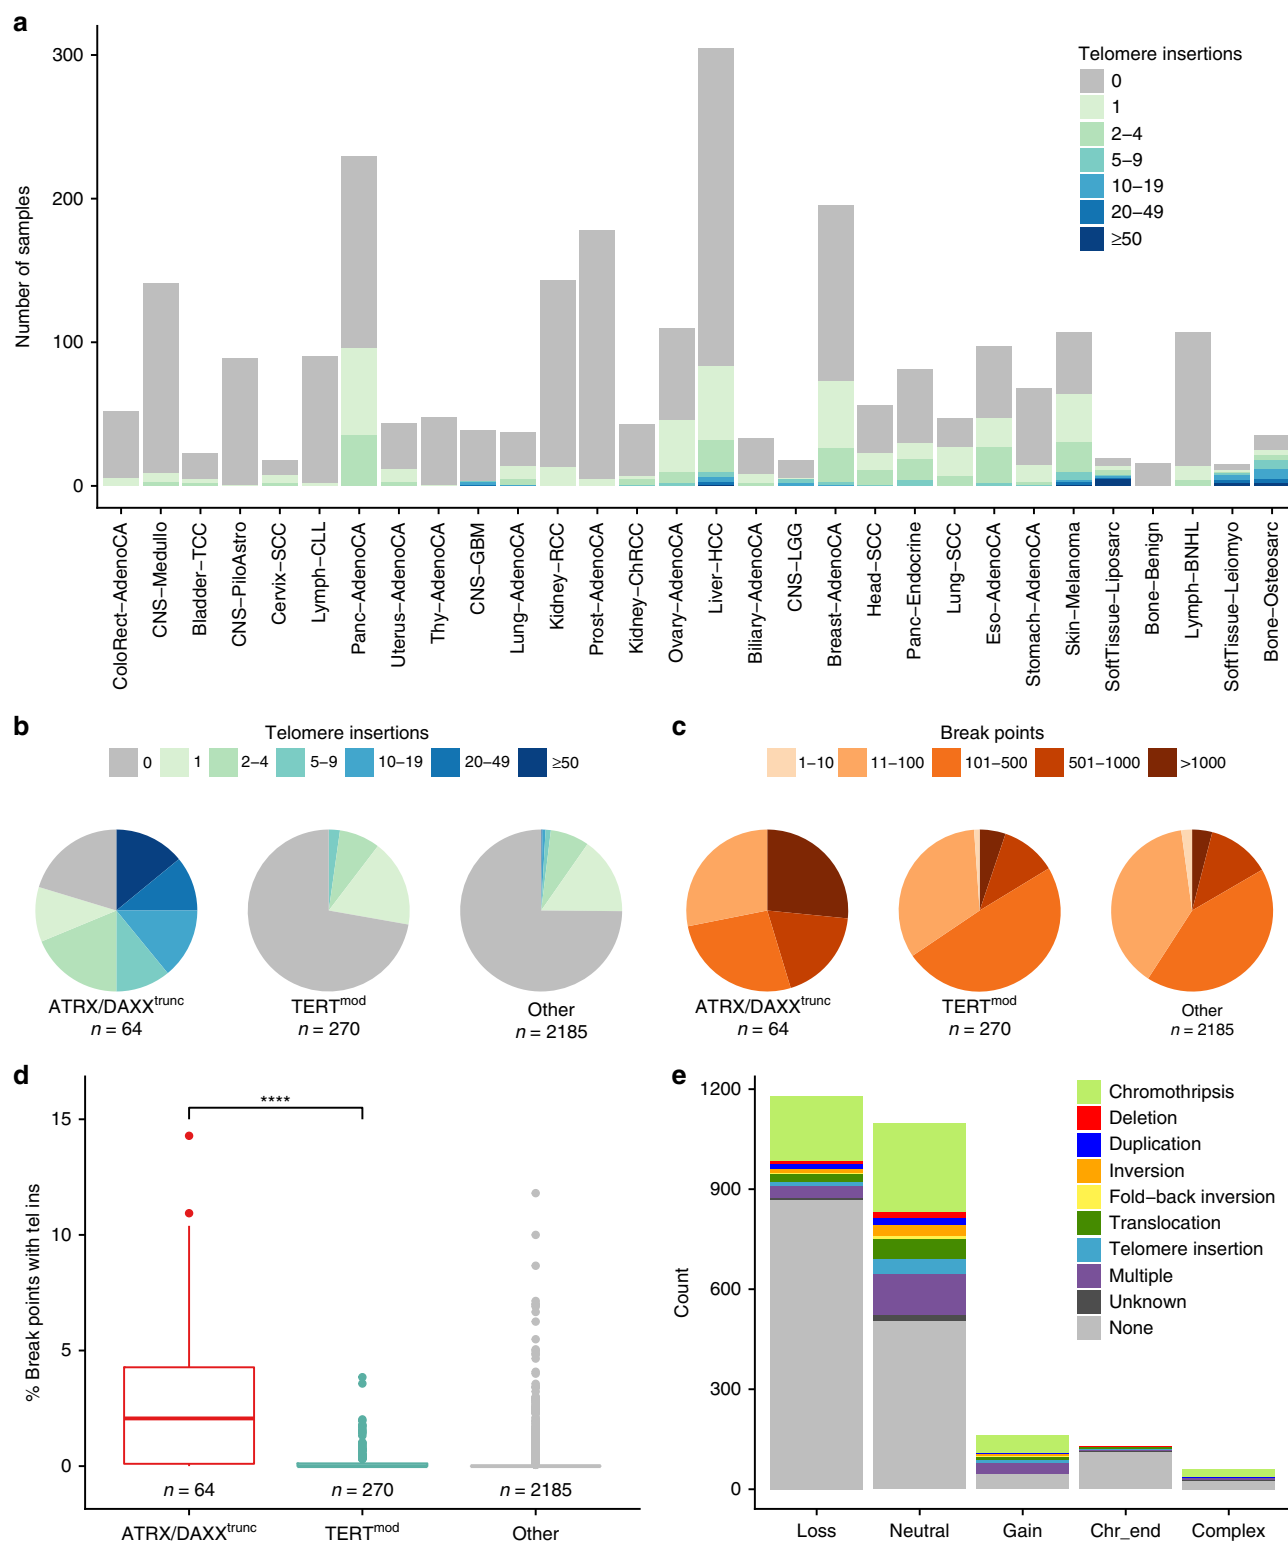 a
300
200
100
0
Number of samples
Telomere insertions
0
1
2–4
5–9
10–19
20–49
≥50
ColoRect–AdenoCA
CNS–Medullo
Bladder–TCC
CNS–PiloAstro
Cervix–SCC
Lymph–CLL
Panc–AdenoCA
Uterus–AdenoCA
Thy–AdenoCA
CNS–GBM
Lung–AdenoCA
Kidney–RCC
Prost–AdenoCA
Kidney–ChRCC
Ovary–AdenoCA
Liver–HCC
Biliary–AdenoCA
CNS–LGG
Breast–AdenoCA
Head–SCC
Panc–Endocrine
Lung–SCC
Eso–AdenoCA
Stomach–AdenoCA
Skin–Melanoma
SoftTissue–Liposarc
Bone–Benign
Lymph–BNHL
SoftTissue–Leiomyo
Bone–Osteosarc
b
Telomere insertions
0 1 2–4 5–9 10–19 20–49 ≥50
ATRX/DAXXtrunc
n = 64
TERTmod
n = 270
Other
n = 2185
c
Break points
1–10 11–100 101–500 501–1000 >1000
ATRX/DAXXtrunc
n = 64
TERTmod
n = 270
Other
n = 2185
d
15
10
5
0
% Break points with tel ins
****
n = 64
n = 270
n = 2185
ATRX/DAXXtrunc
TERTmod
Other
e
1200
900
600
300
0
Count
Chromothripsis
Deletion
Duplication
Inversion
Fold–back inversion
Translocation
Telomere insertion
Multiple
Unknown
None
Loss
Neutral
Gain
Chr_end
Complex